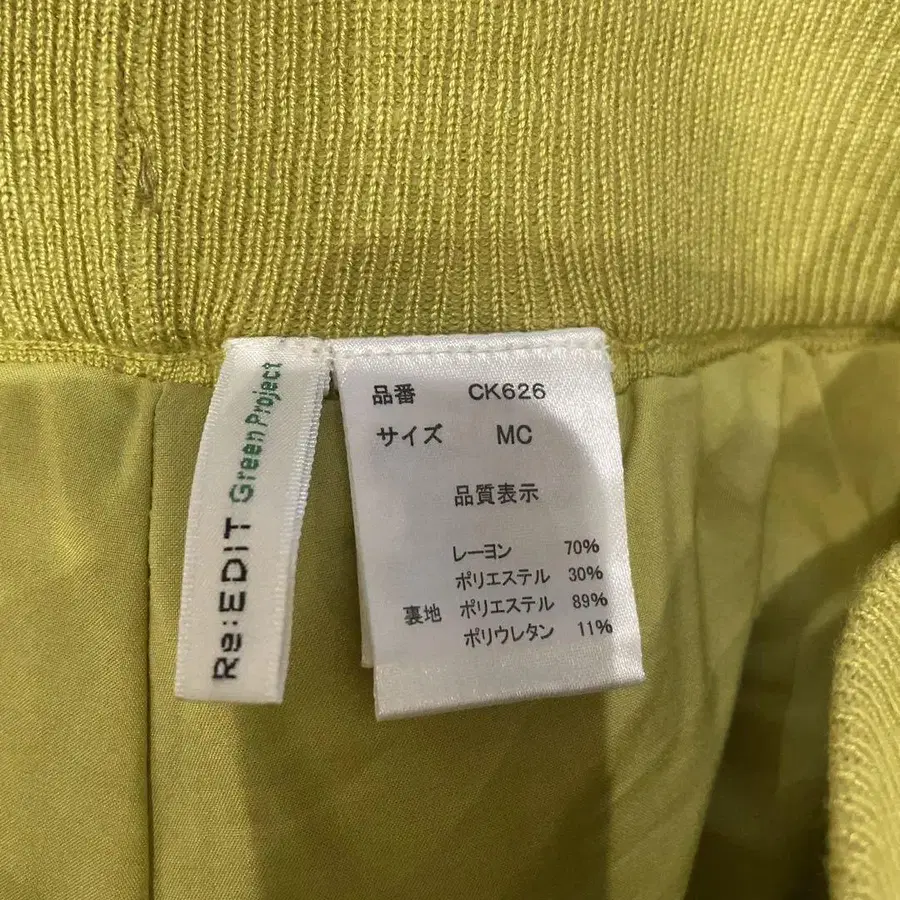 Re:EDIT Green Project
品番 CK626
サイズ MC
品質表示
レーヨン 70%
ポリエステル 30%
裏地 ポリエステル 89%
ポリウレタン 11%